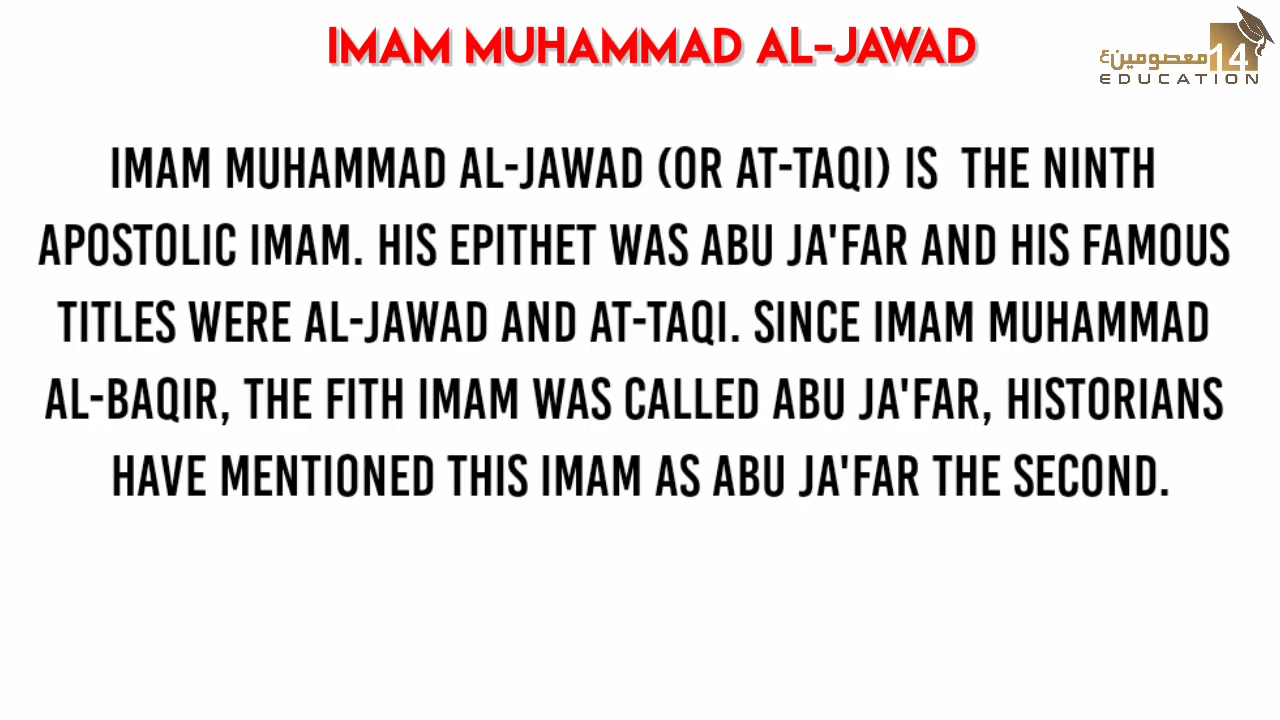 IMAM MUHAMMAD AL-JAWAD
معصومین ع 14
EDUCATION
IMAM MUHAMMAD AL-JAWAD (OR AT-TAQI) IS THE NINTH
APOSTOLIC IMAM. HIS EPITHET WAS ABU JA'FAR AND HIS FAMOUS
TITLES WERE AL-JAWAD AND AT-TAQI. SINCE IMAM MUHAMMAD
AL-BAQIR, THE FITH IMAM WAS CALLED ABU JA'FAR, HISTORIANS
HAVE MENTIONED THIS IMAM AS ABU JA'FAR THE SECOND.